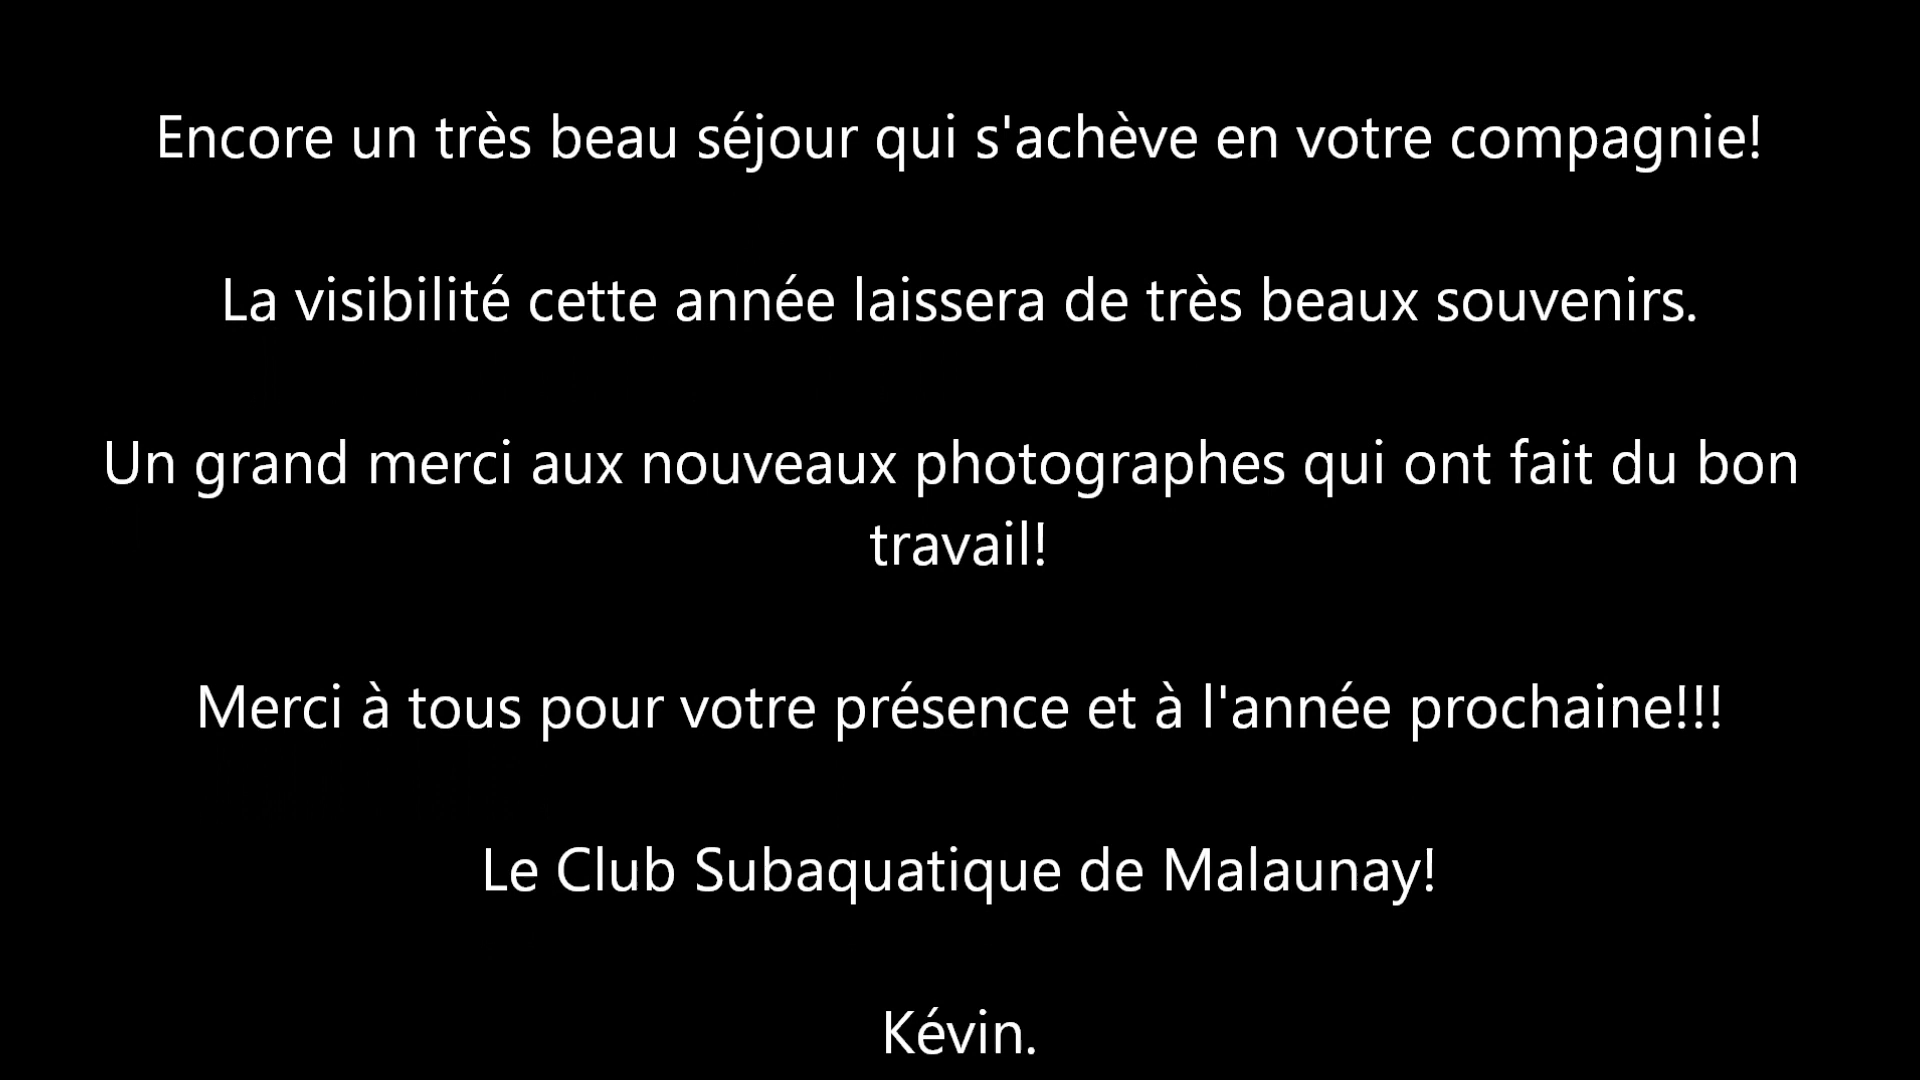 Encore un très beau séjour qui s'achève en votre compagnie!
La visibilité cette année laissera de très beaux souvenirs.
Un grand merci aux nouveaux photographes qui ont fait du bon
travail!
Merci à tous pour votre présence et à l'année prochaine!!!
Le Club Subaquatique de Malaunay!
Kévin.